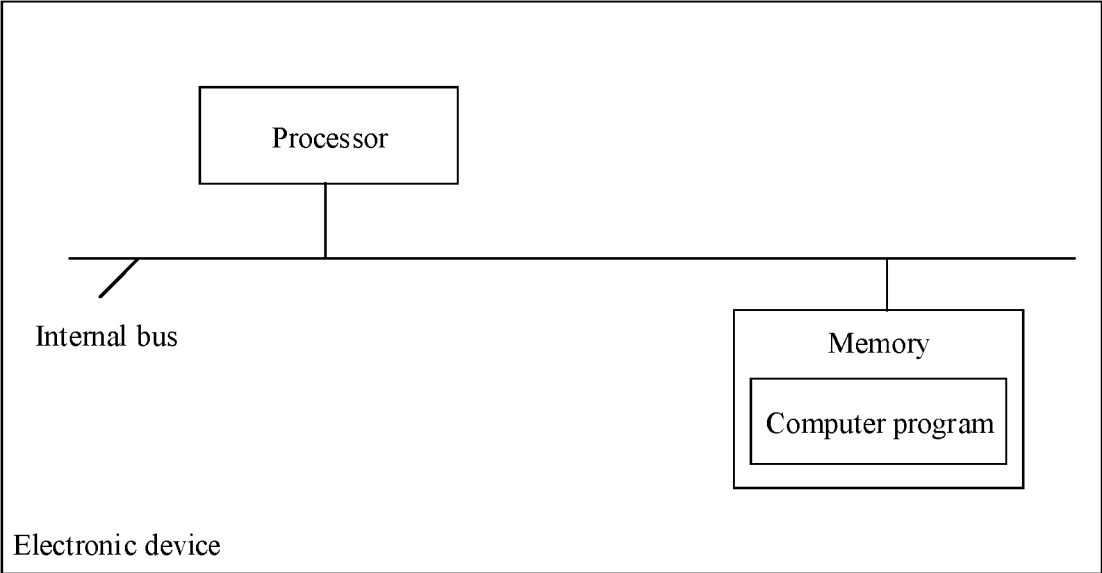 Processor
Internal bus
Memory
Computer program
Electronic device